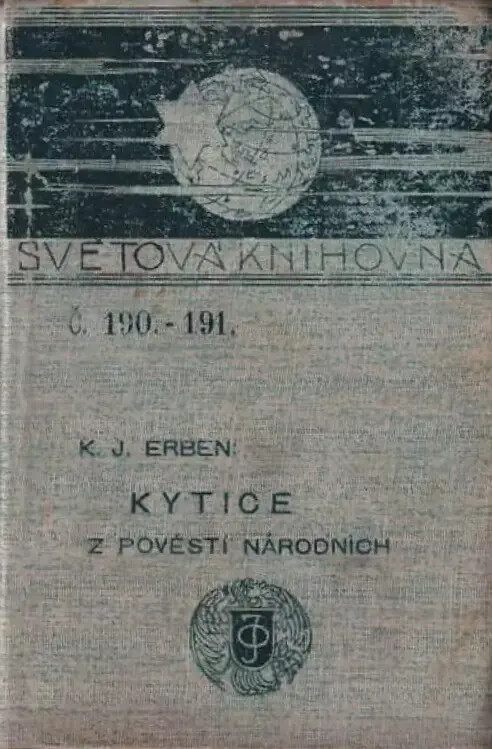 SVĚTOVÁ KNIHOVNA
Č. 190.-191.
K. J. ERBEN:
KYTICE
Z POVĚSTÍ NÁRODNÍCH